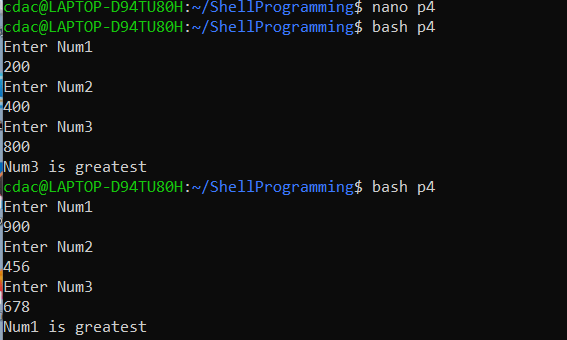 cdac@LAPTOP-D94TU80H:~/ShellProgramming$ nano p4
cdac@LAPTOP-D94TU80H:~/ShellProgramming$ bash p4
Enter Num1
200
Enter Num2
400
Enter Num3
800
Num3 is greatest
cdac@LAPTOP-D94TU80H:~/ShellProgramming$ bash p4
Enter Num1
900
Enter Num2
456
Enter Num3
678
Num1 is greatest